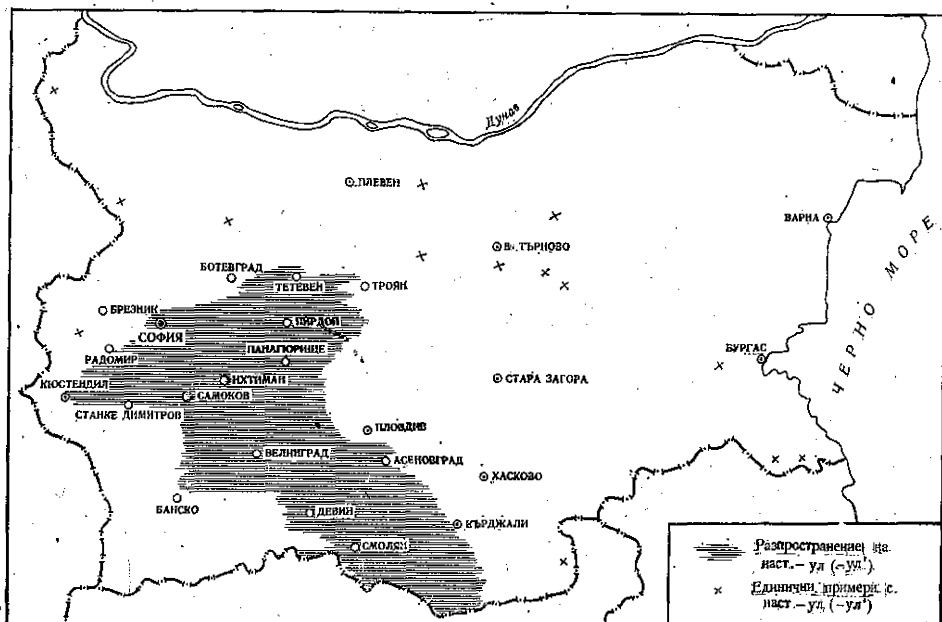 Дунав
ПЛЕВЕН
ВАРНА
ЧЕРНО МОРЕ
В. ТЪРНОВО
БОТЕВГРАД
ТЕТЕВЕН
ТРОЯН
БРЕЗНИК
СОФИЯ
ПИРДОП
РАДОМИР
ПАНАГЮРИЩЕ
БУРГАС
КЮСТЕНДИЛ
ИХТИМАН
СТАРА ЗАГОРА
САМОКОВ
СТАНКЕ ДИМИТРОВ
ПЛОВДИВ
ВЕЛИНГРАД
АСЕНОВГРАД
ХАСКОВО
БАНСКО
ДЕВИН
КЪРДЖАЛИ
СМОЛЯН
Разпространение на
наст. – ул (–ул')
Единични примери с
наст. – ул (–ул')